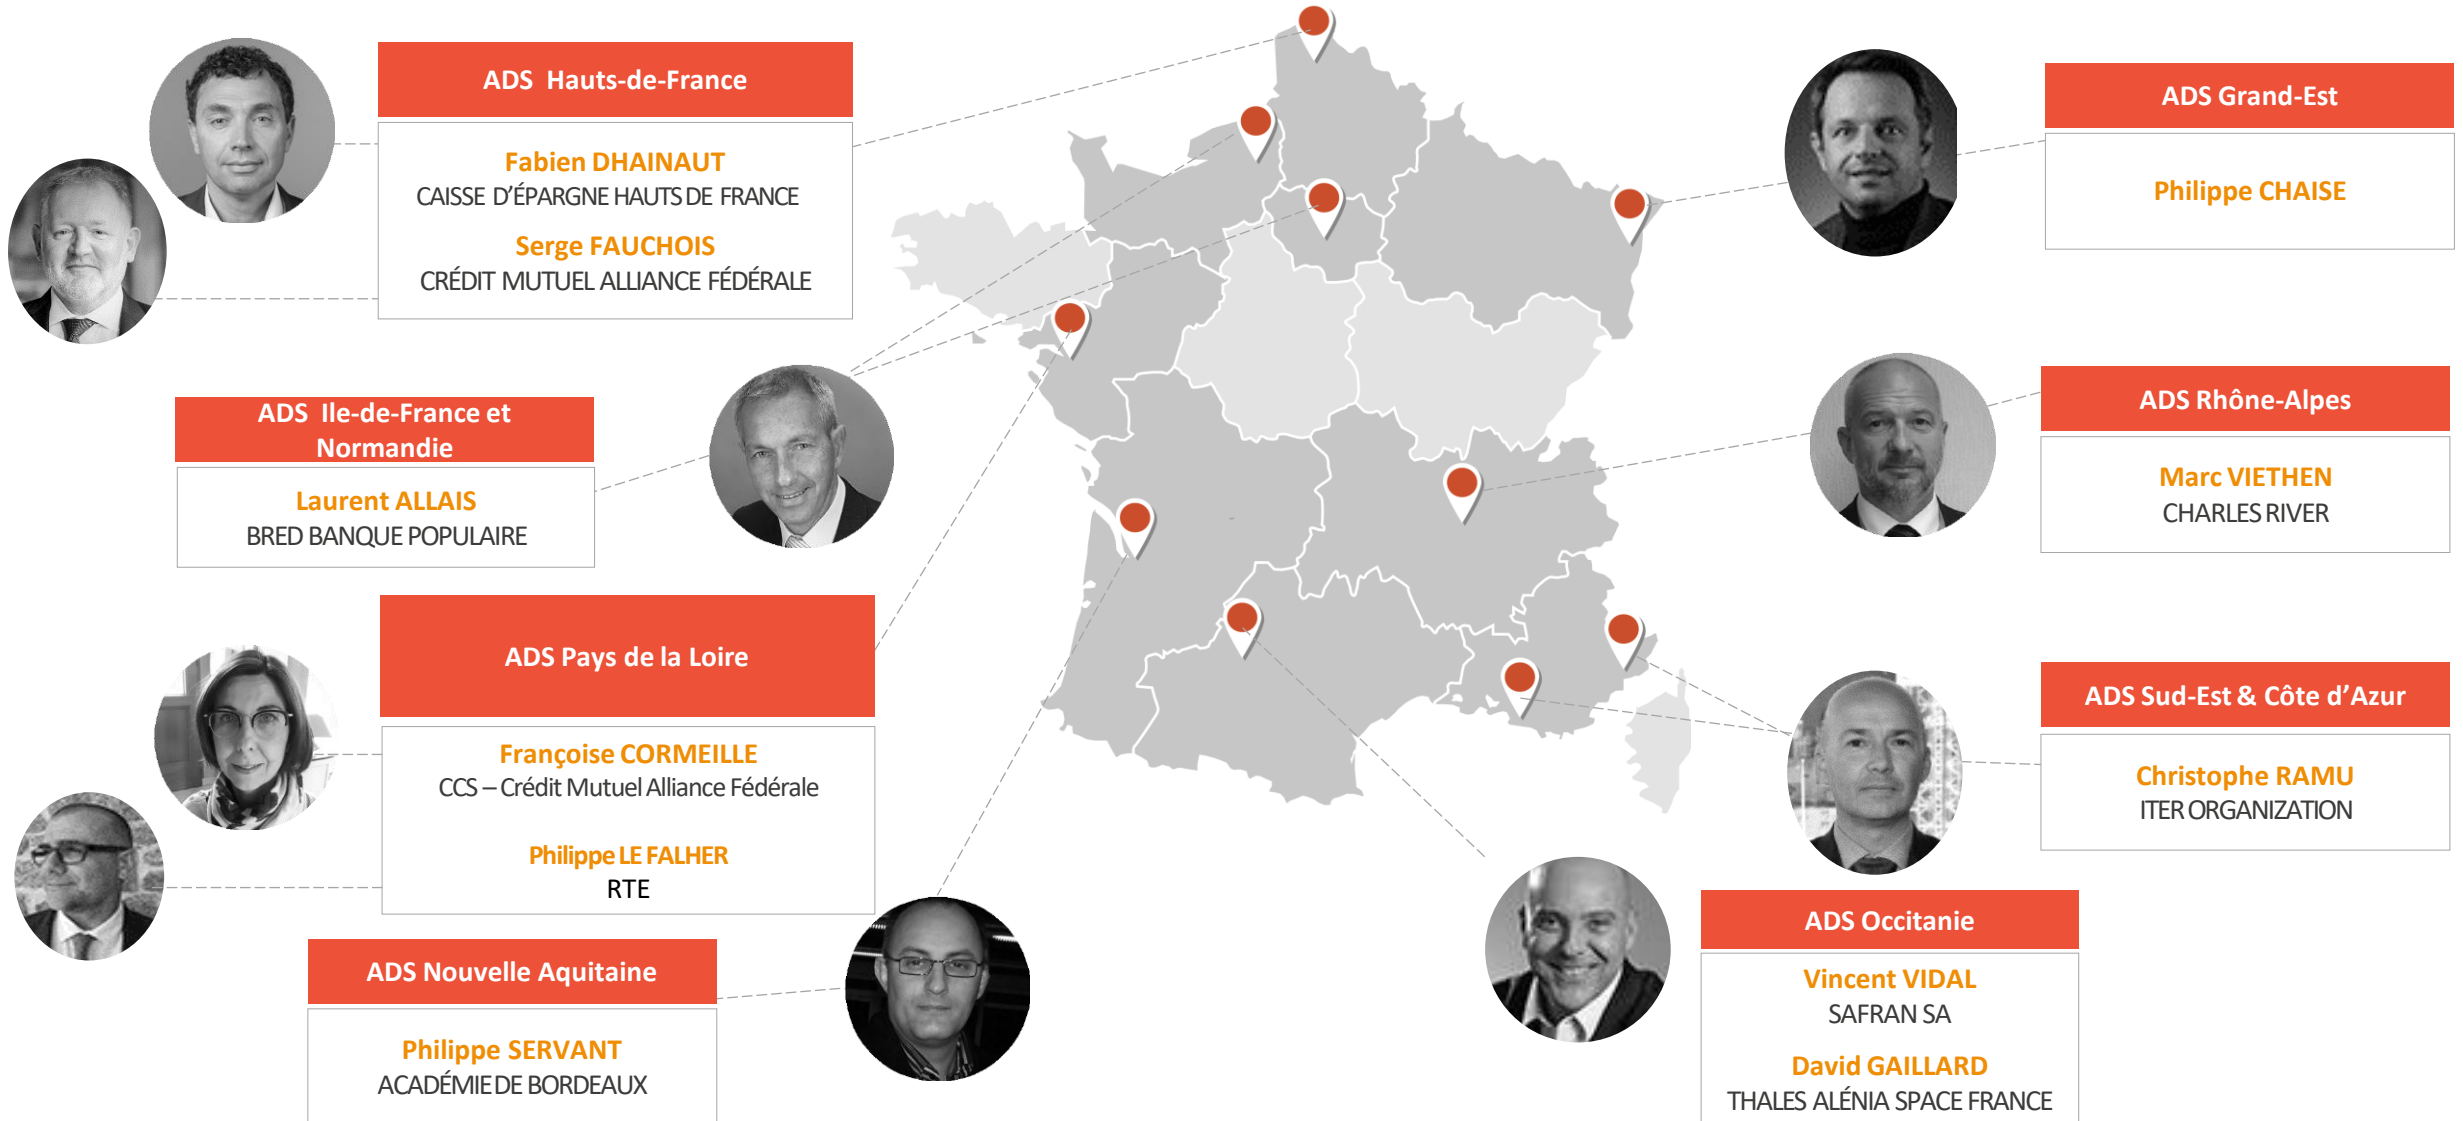 ADS Hauts-de-France
Fabien DHAINAUT
CAISSE D’ÉPARGNE HAUTS DE FRANCE
Serge FAUCHOIS
CRÉDIT MUTUEL ALLIANCE FÉDÉRALE
ADS Ile-de-France et
Normandie
Laurent ALLAIS
BRED BANQUE POPULAIRE
ADS Pays de la Loire
Françoise CORMEILLE
CCS – Crédit Mutuel Alliance Fédérale
Philippe LE FALHER
RTE
ADS Nouvelle Aquitaine
Philippe SERVANT
ACADÉMIE DE BORDEAUX
ADS Grand-Est
Philippe CHAISE
ADS Rhône-Alpes
Marc VIETHEN
CHARLES RIVER
ADS Sud-Est & Côte d’Azur
Christophe RAMU
ITER ORGANIZATION
ADS Occitanie
Vincent VIDAL
SAFRAN SA
David GAILLARD
THALES ALÉNIA SPACE FRANCE